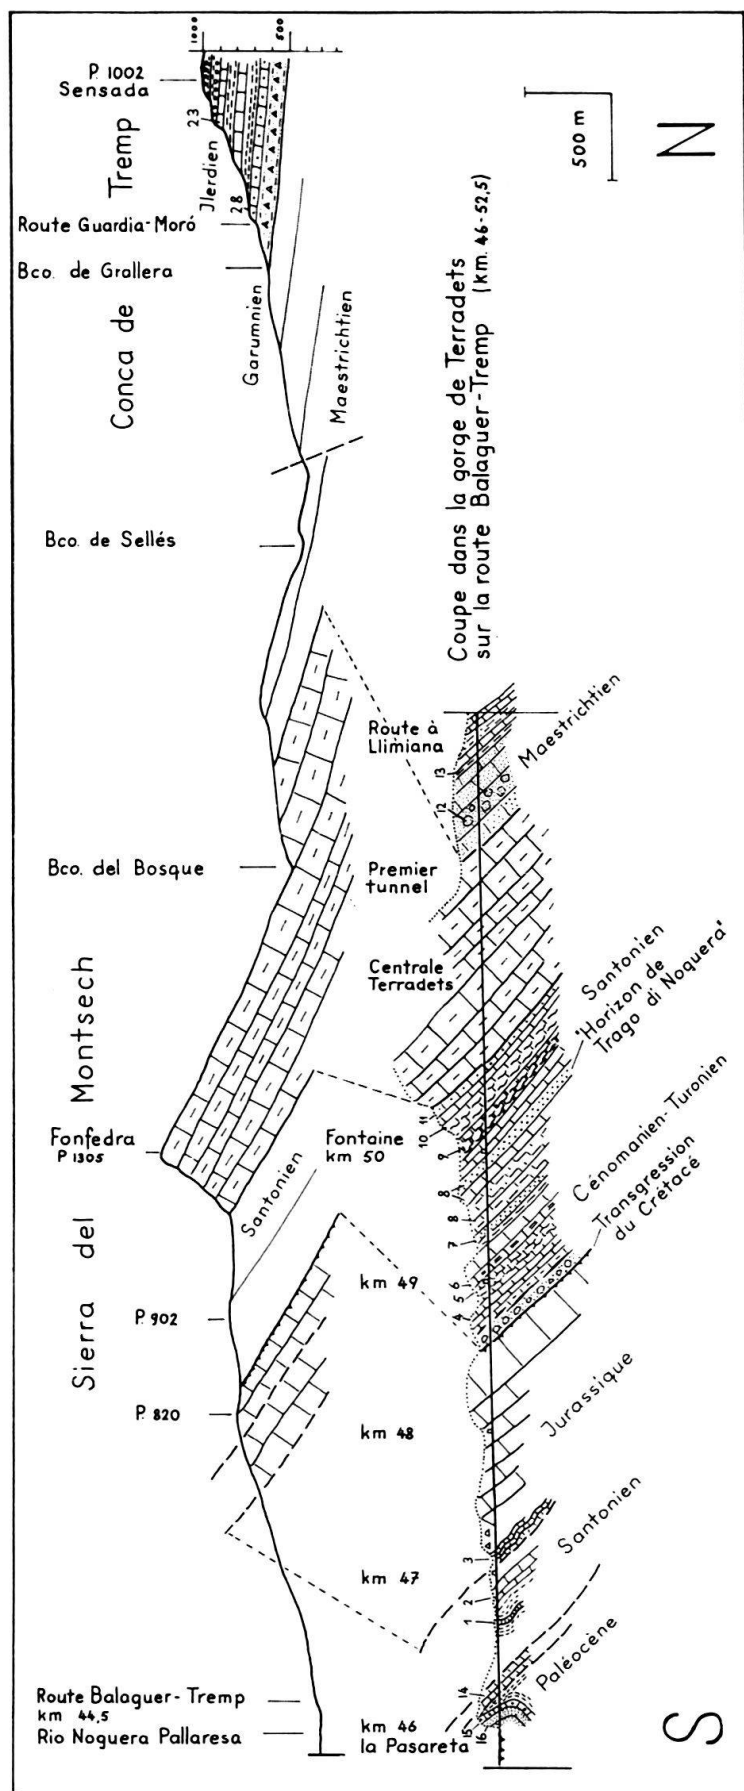 1000
500
P. 1002
Sensada
23
Jlerdien
28
Tremp
Route Guardia-Moró
Bco. de Grallera
Garumnien
Conca de
Maestrichtien
Bco. de Sellés
500 m
N
Coupe dans la gorge de Terradets
sur la route Balaguer-Tremp (km. 46-52,5)
Route à
Llimiana
13
12
Maestrichtien
Bco. del Bosque
Premier
tunnel
Centrale
Terradets
Montsech
Santonien
"Horizon de
Trago di Noguera"
Fonfedra
P 1305
Fontaine
km 50
11
10
9
8
8
7
Santonien
Cénomanien-Turonien
Transgression
du Crétacé
km 49
6
5
4
P. 902
Sierra del
P. 820
km 48
Jurassique
km 47
3
2
1
Santonien
Paléocène
Route Balaguer-Tremp
km 44,5
Rio Noguera Pallaresa
km 46
la Pasareta
14
15
16
S